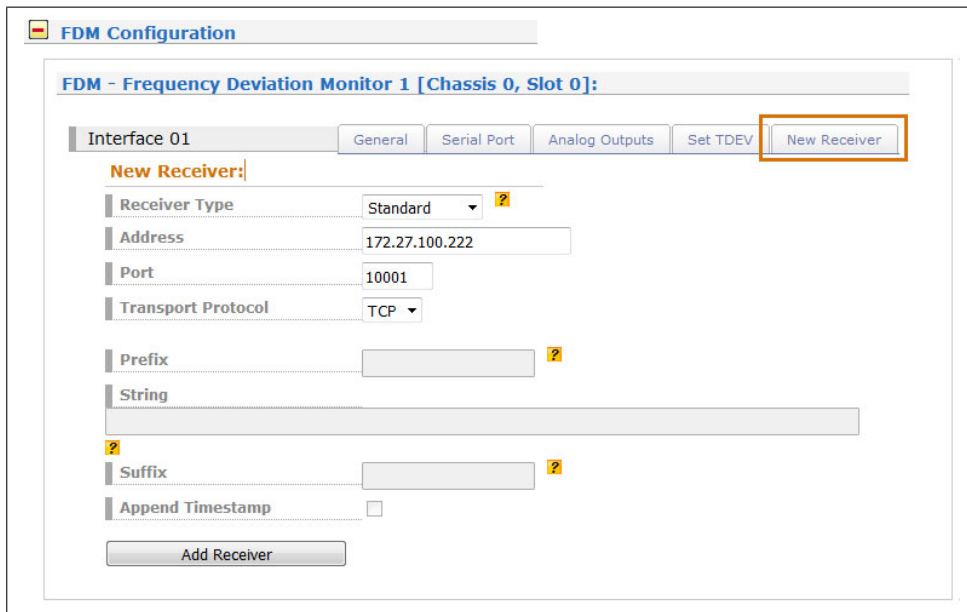 FDM Configuration
FDM - Frequency Deviation Monitor 1 [Chassis 0, Slot 0]:
Interface 01 General Serial Port Analog Outputs Set TDEV New Receiver
New Receiver:
Receiver Type Standard ?
Address 172.27.100.222
Port 10001
Transport Protocol TCP
Prefix ?
String
?
Suffix ?
Append Timestamp
Add Receiver